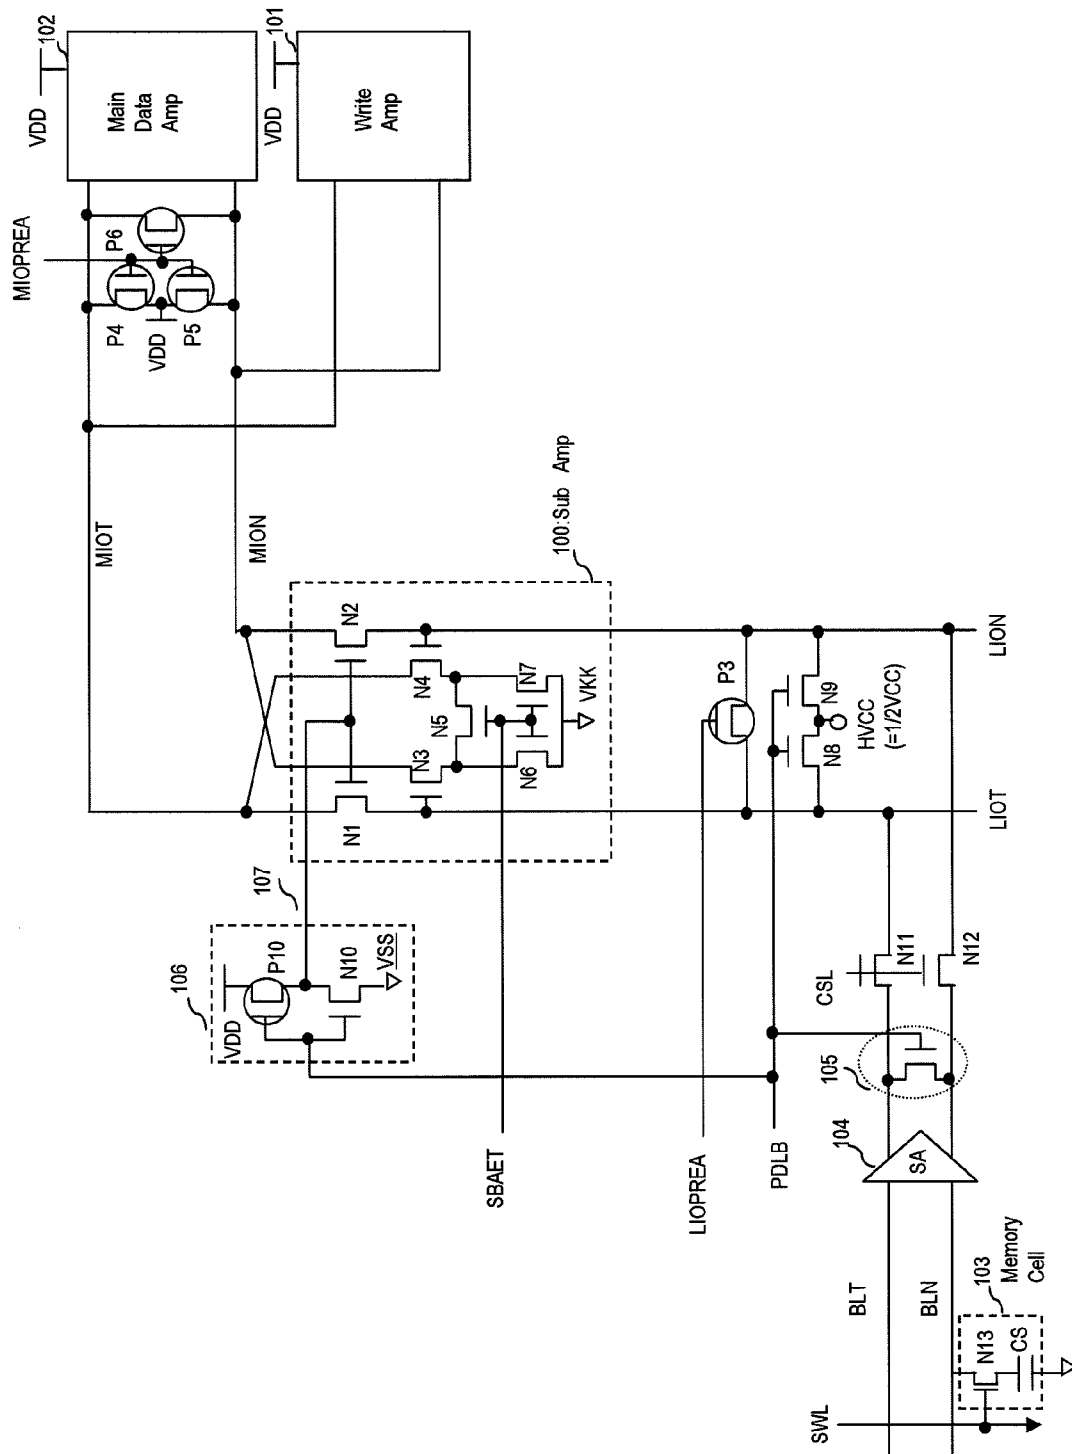 VDD
102
Main
Data
Amp
VDD
101
Write
Amp
MIOPREA
P6
P4
VDD
P5
MIOT
MION
100:Sub Amp
N1
N2
N3
N4
N5
N6
N7
VKK
107
106
VDD
P10
N10
VSS
P3
N8
N9
HVCC
(=1/2VCC)
LIOT
LION
SBAET
LIOPREA
PDLB
CSL
N11
N12
105
104
SA
BLT
BLN
103
Memory
Cell
N13
CS
SWL